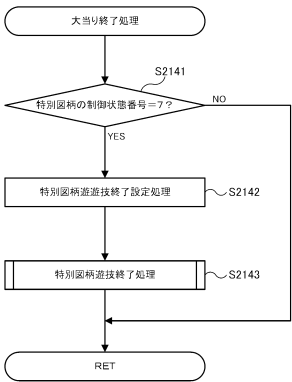 大当り終了処理
S2141
特別図柄の制御状態番号=7?
NO
YES
特別図柄遊遊技終了設定処理
S2142
特別図柄遊技終了処理
S2143
RET